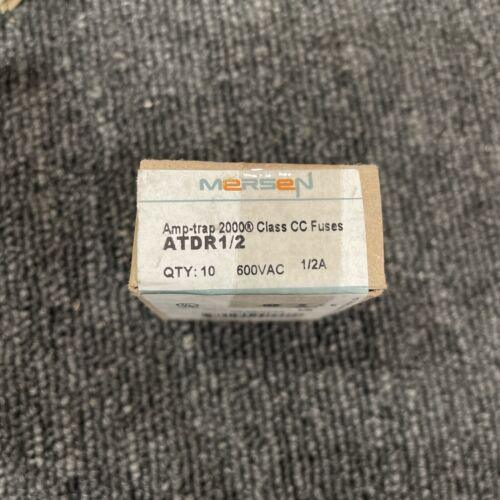 MERSEN
Amp-trap 2000® Class CC Fuses
ATDR1/2
QTY: 10 600VAC 1/2A